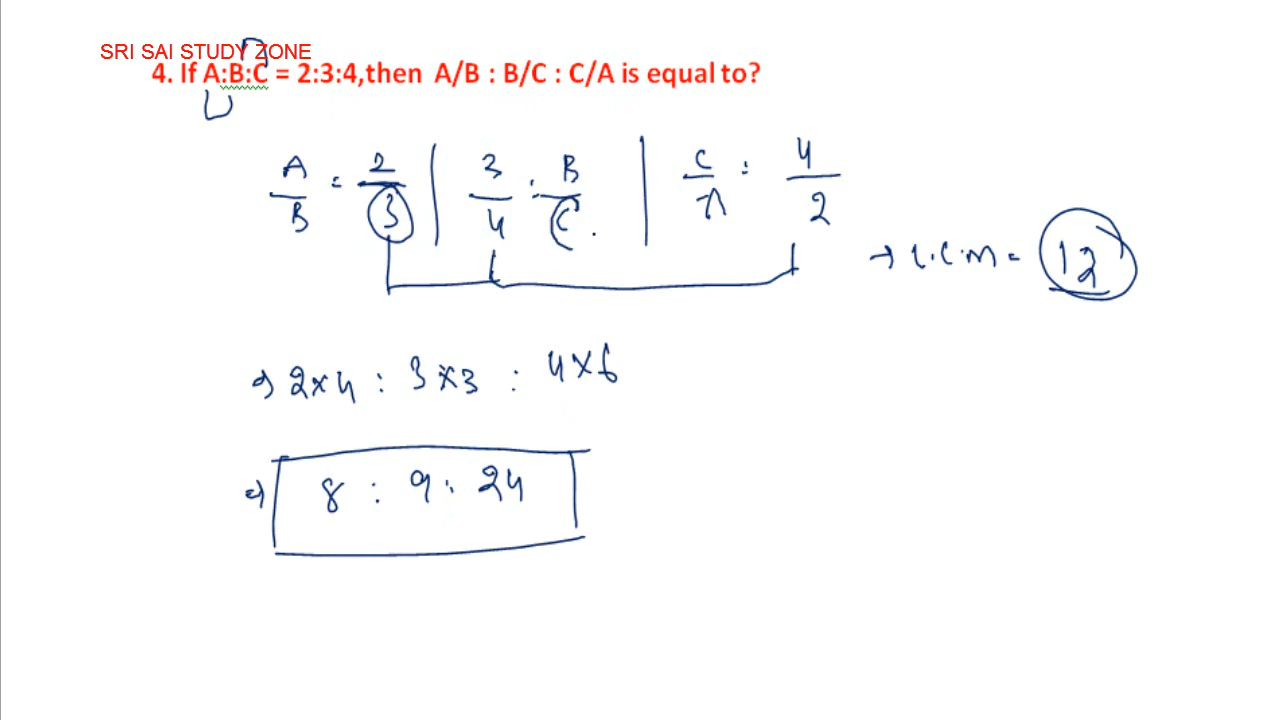 SRI SAI STUDY ZONE
4. If A:B:C = 2:3:4,then A/B : B/C : C/A is equal to?
A/B = 2/3 | 3/4 = B/C | C/A = 4/2
→ L.C.M = 12
⇒ 2×4 : 3×3 : 4×6
⇒ 8 : 9 : 24